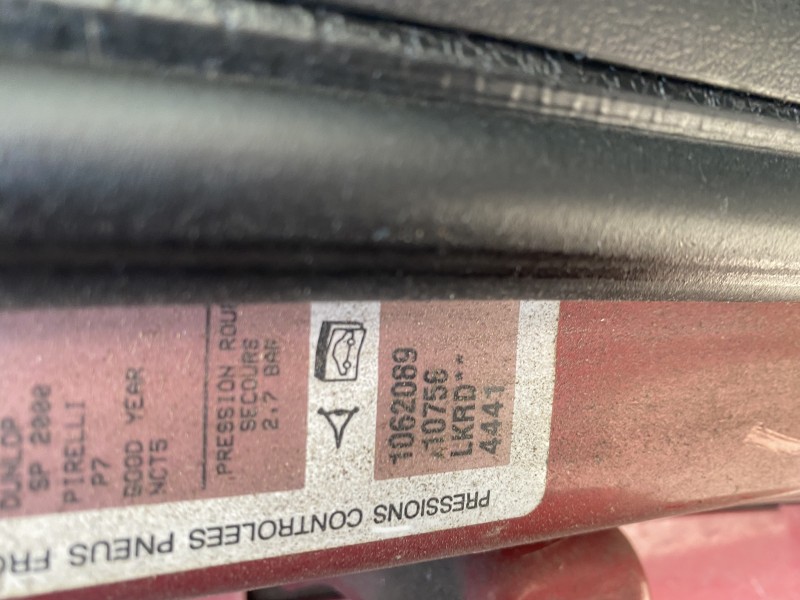 DUNLOP
SP 2000
PIRELLI
P7
GOOD YEAR
NCT5
PRESSION ROUE
SECOURS
2,7 BAR
1062089
10756
LKRD**
4441
PRESSIONS CONTROLEES PNEUS